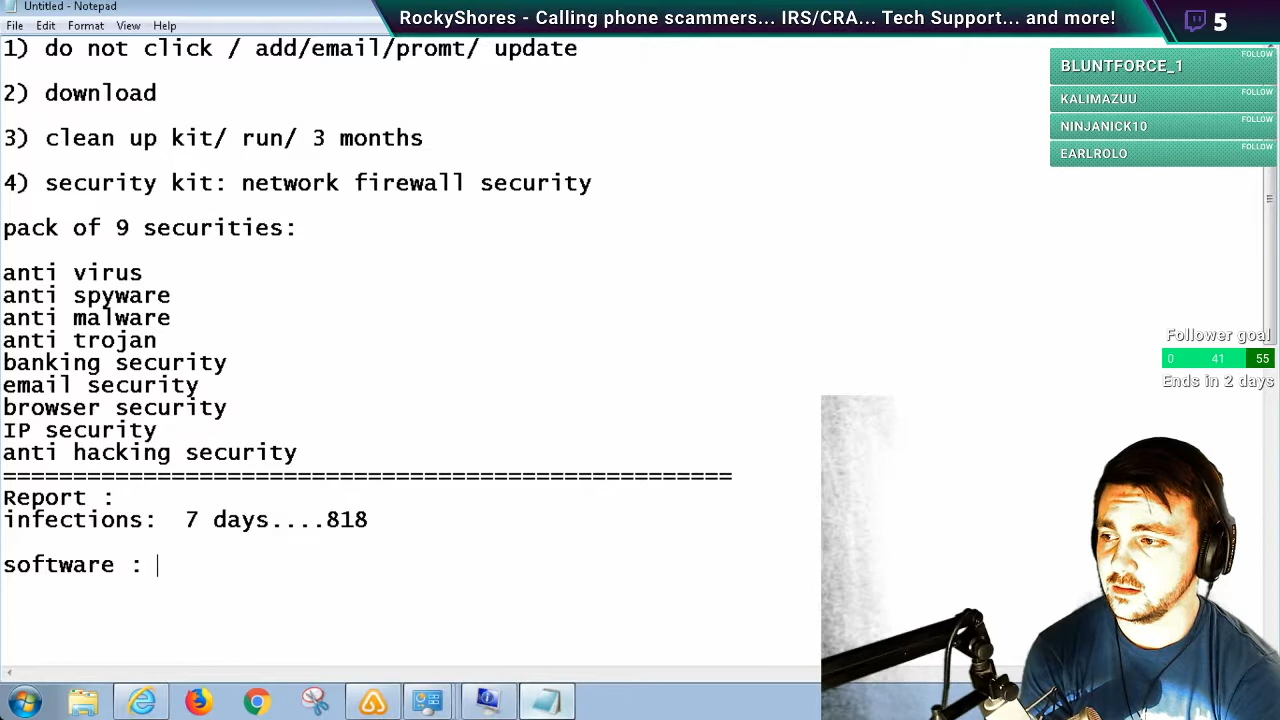 Untitled - Notepad
File Edit Format View Help
RockyShores - Calling phone scammers... IRS/CRA... Tech Support... and more!
5
1) do not click / add/email/promt/ update
2) download
3) clean up kit/ run/ 3 months
4) security kit: network firewall security
pack of 9 securities:
anti virus
anti spyware
anti malware
anti trojan
banking security
email security
browser security
IP security
anti hacking security
====================================================
Report :
infections:  7 days....818
software :
BLUNTFORCE_1 FOLLOW
KALIMAZUU FOLLOW
NINJANICK10 FOLLOW
EARLROLO FOLLOW
Follower goal
0 41 55
Ends in 2 days